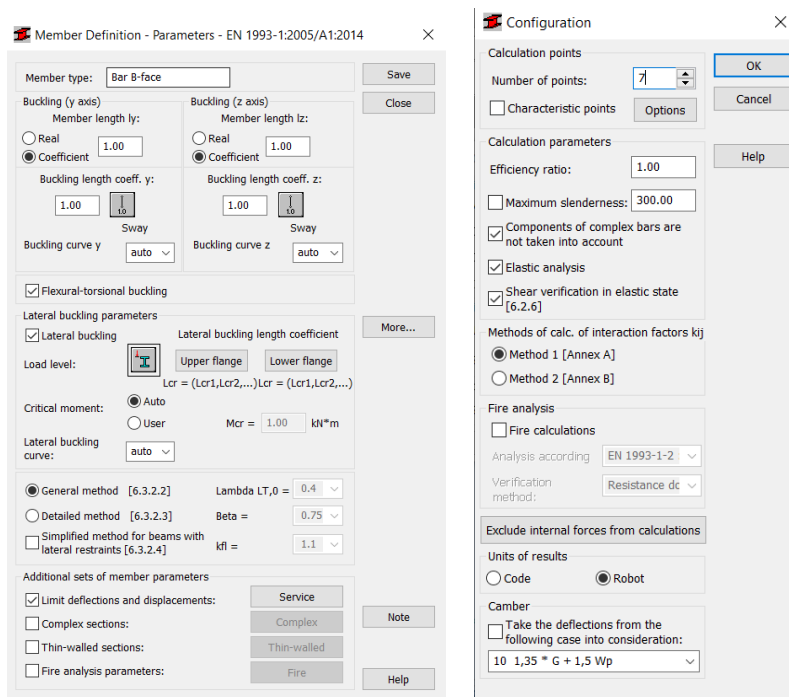 Member Definition - Parameters - EN 1993-1:2005/A1:2014
Member type: Bar B-face
Save
Close
Buckling (y axis)
Member length ly:
Real
Coefficient
1.00
Buckling length coeff. y:
1.00
1.0
Sway
Buckling curve y
auto
Buckling (z axis)
Member length lz:
Real
Coefficient
1.00
Buckling length coeff. z:
1.00
1.0
Sway
Buckling curve z
auto
Flexural-torsional buckling
Lateral buckling parameters
Lateral buckling
Lateral buckling length coefficient
More...
Load level:
Upper flange
Lower flange
Lcr = (Lcr1,Lcr2,...)Lcr = (Lcr1,Lcr2,...)
Critical moment:
Auto
User
Mcr = 1.00 kN*m
Lateral buckling
curve:
auto
General method [6.3.2.2]
Lambda LT,0 = 0.4
Detailed method [6.3.2.3]
Beta = 0.75
Simplified method for beams with
lateral restraints [6.3.2.4]
kfl = 1.1
Additional sets of member parameters
Limit deflections and displacements:
Service
Complex sections:
Complex
Note
Thin-walled sections:
Thin-walled
Fire analysis parameters:
Fire
Help
Configuration
Calculation points
Number of points: 7
Characteristic points
Options
OK
Cancel
Help
Calculation parameters
Efficiency ratio: 1.00
Maximum slenderness: 300.00
Components of complex bars are
not taken into account
Elastic analysis
Shear verification in elastic state
[6.2.6]
Methods of calc. of interaction factors kij
Method 1 [Annex A]
Method 2 [Annex B]
Fire analysis
Fire calculations
Analysis according EN 1993-1-2
Verification
method:
Resistance dc
Exclude internal forces from calculations
Units of results
Code
Robot
Camber
Take the deflections from the
following case into consideration:
10 1,35 * G + 1,5 Wp